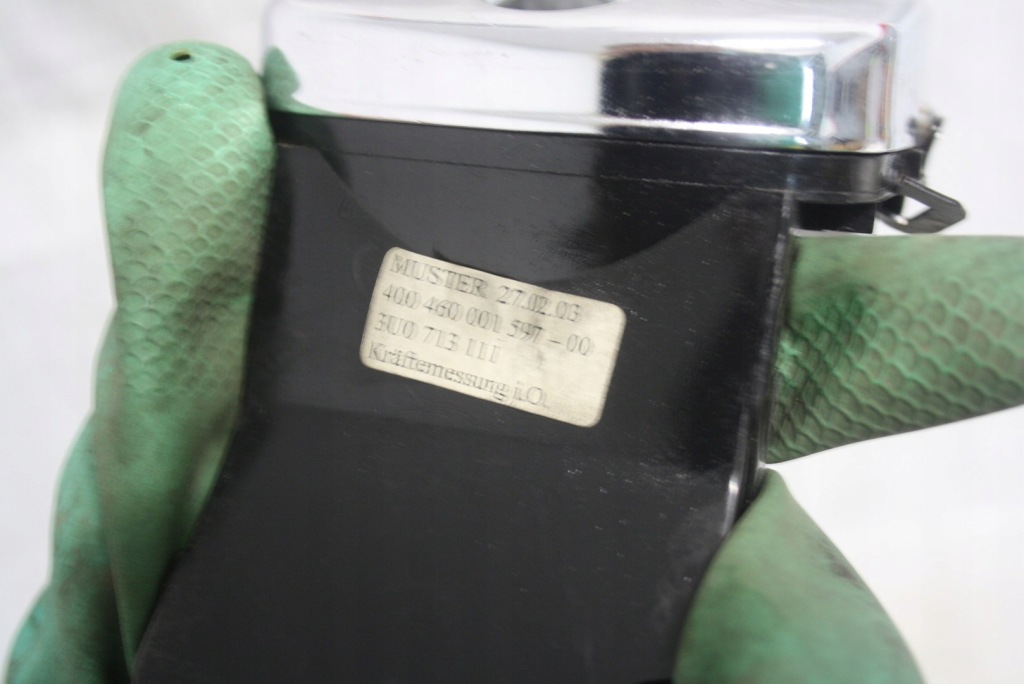 MUSTER 27.02.03
400 460 001 597-00
3U0 713 111
Kräftemessung i.O.